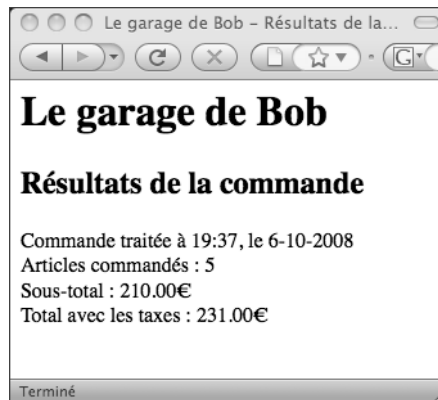 Le garage de Bob – Résultats de la...
G
Le garage de Bob
Résultats de la commande
Commande traitée à 19:37, le 6-10-2008
Articles commandés : 5
Sous-total : 210.00€
Total avec les taxes : 231.00€
Terminé